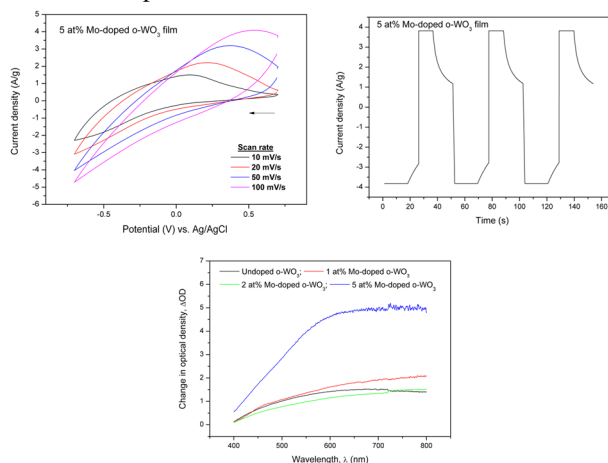 5 at% Mo-doped o-WO3 film
Current density (A/g)
5
4
3
2
1
0
-1
-2
-3
-4
-5
-0.5
0.0
0.5
Scan rate
10 mV/s
20 mV/s
50 mV/s
100 mV/s
Potential (V) vs. Ag/AgCl
5 at% Mo-doped o-WO3 film
Current density (A/g)
4
3
2
1
0
-1
-2
-3
-4
0 20 40 60 80 100 120 140 160
Time (s)
Undoped o-WO3; 1 at% Mo-doped o-WO3
2 at% Mo-doped o-WO3; 5 at% Mo-doped o-WO3
Change in optical density, ΔOD
7
6
5
4
3
2
1
0
400 500 600 700 800
Wavelength, λ (nm)